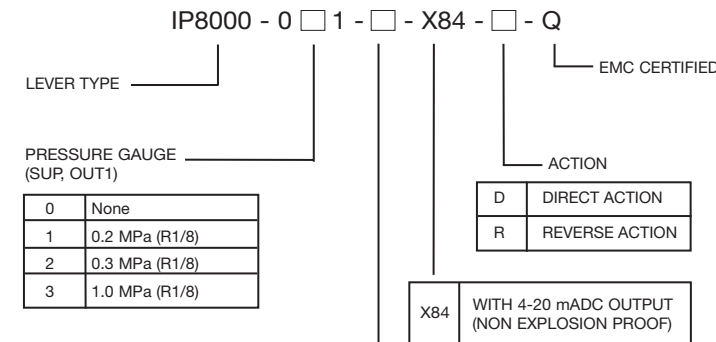 IP8000 - 0 □ 1 - □ - X84 - □ - Q
EMC CERTIFIED
LEVER TYPE
PRESSURE GAUGE
(SUP, OUT1)
0 None
1 0.2 MPa (R1/8)
2 0.3 MPa (R1/8)
3 1.0 MPa (R1/8)
ACTION
D DIRECT ACTION
R REVERSE ACTION
X84 WITH 4-20 mADC OUTPUT
(NON EXPLOSION PROOF)